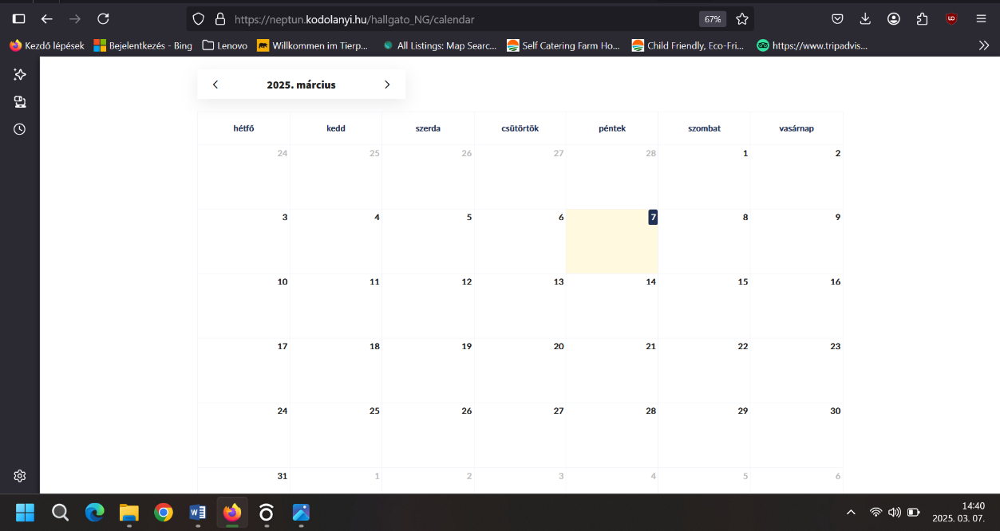 https://neptun.kodolanyi.hu/hallgato_NG/calendar 67%
Kezdő lépések Bejelentkezés - Bing Lenovo Willkommen im Tierp... All Listings: Map Searc... Self Catering Farm Ho... Child Friendly, Eco-Fri... https://www.tripadvis...
2025. március
hétfő kedd szerda csütörtök péntek szombat vasárnap
24 25 26 27 28 1 2
3 4 5 6 7 8 9
10 11 12 13 14 15 16
17 18 19 20 21 22 23
24 25 26 27 28 29 30
31 1 2 3 4 5 6
14:40
2025. 03. 07.